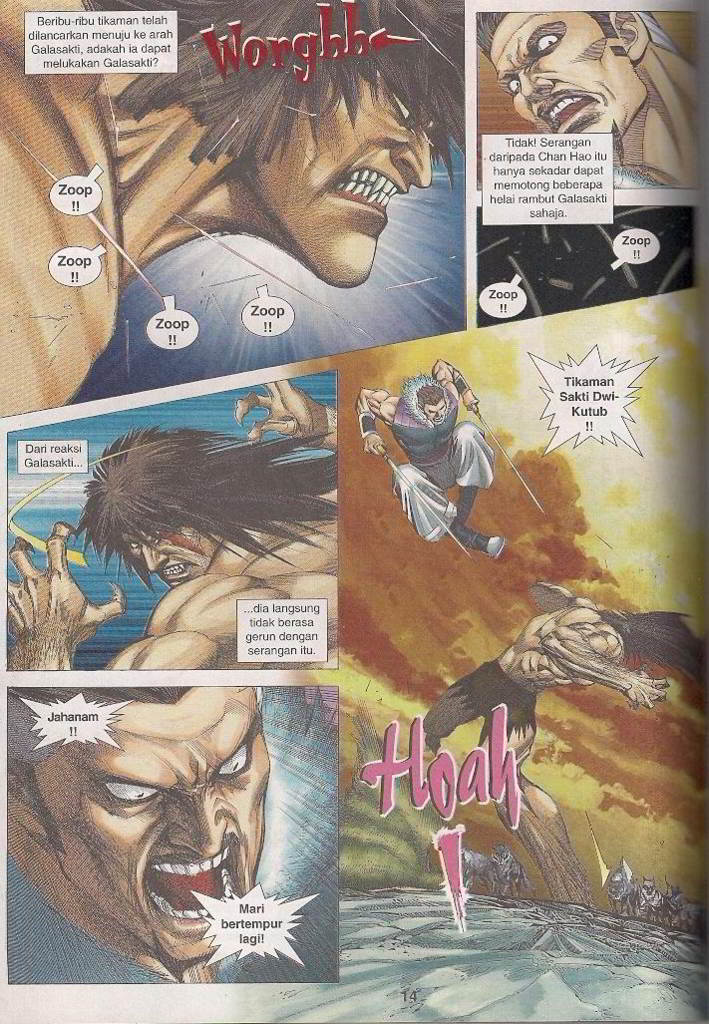 Beribu-ribu tikaman telah
dilancarkan menuju ke arah
Galasakti, adakah ia dapat
melukakan Galasakti?
Worghh
Zoop
!!
Zoop
!!
Zoop
!!
Zoop
!!
Tidak! Serangan
daripada Chan Hao itu
hanya sekadar dapat
memotong beberapa
helai rambut Galasakti
sahaja.
Zoop
!!
Zoop
!!
Dari reaksi
Galasakti...
...dia langsung
tidak berasa
gerun dengan
serangan itu.
Tikaman
Sakti Dwi-
Kutub
!!
Jahanam
!!
Mari
bertempur
lagi!
Hoah
!
14